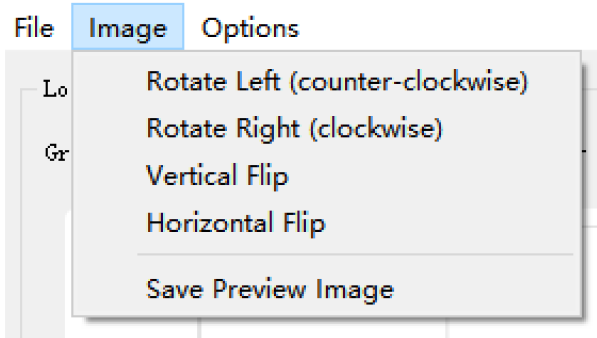 File Image Options
Rotate Left (counter-clockwise)
Rotate Right (clockwise)
Vertical Flip
Horizontal Flip
Save Preview Image